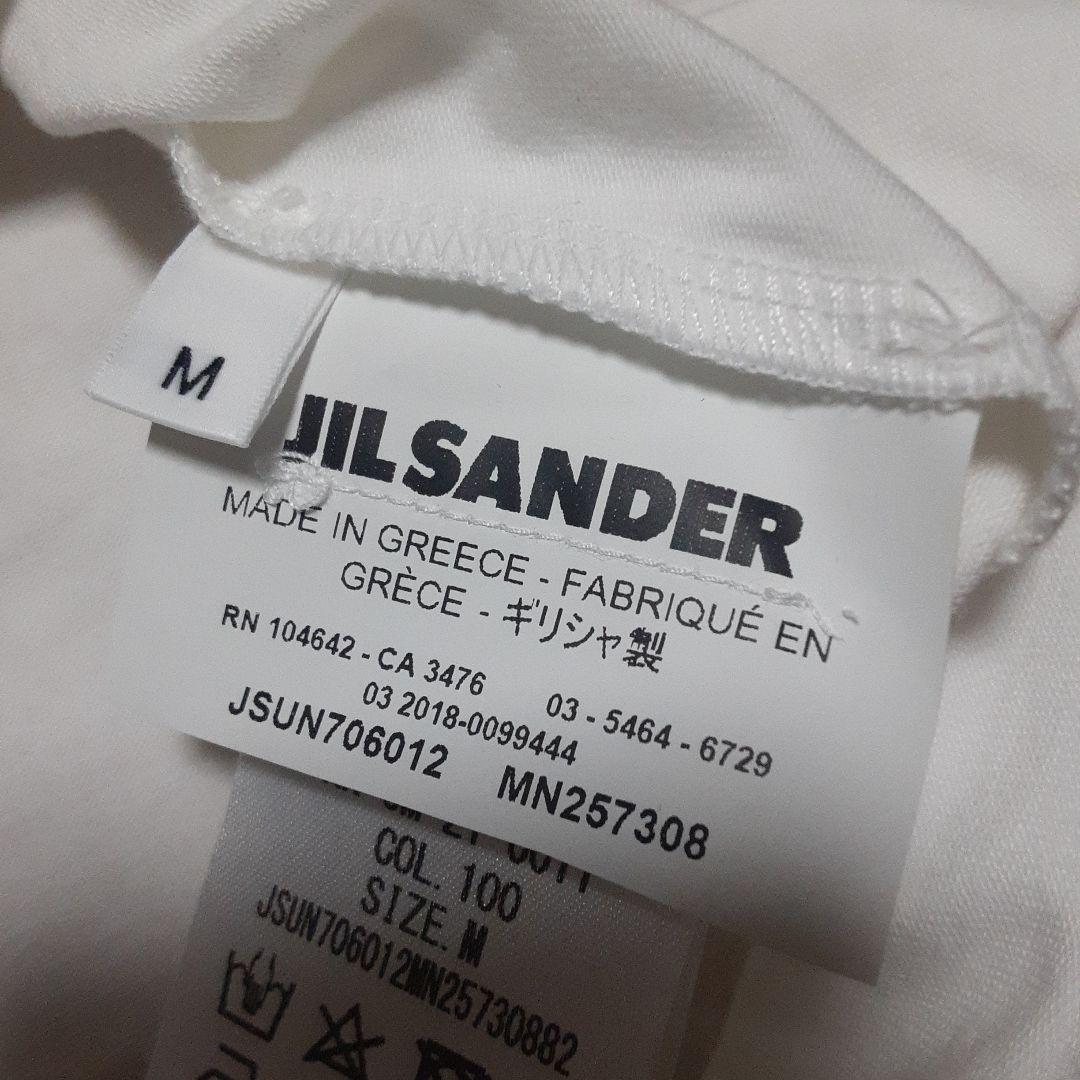 M
JIL SANDER
MADE IN GREECE - FABRIQUÉ EN
GRÈCE - ギリシャ製
RN 104642 - CA 3476 03 - 5464 - 6729
03 2018-0099444
JSUN706012 MN257308
COL. 100
SIZE. M
JSUN706012MN25730882